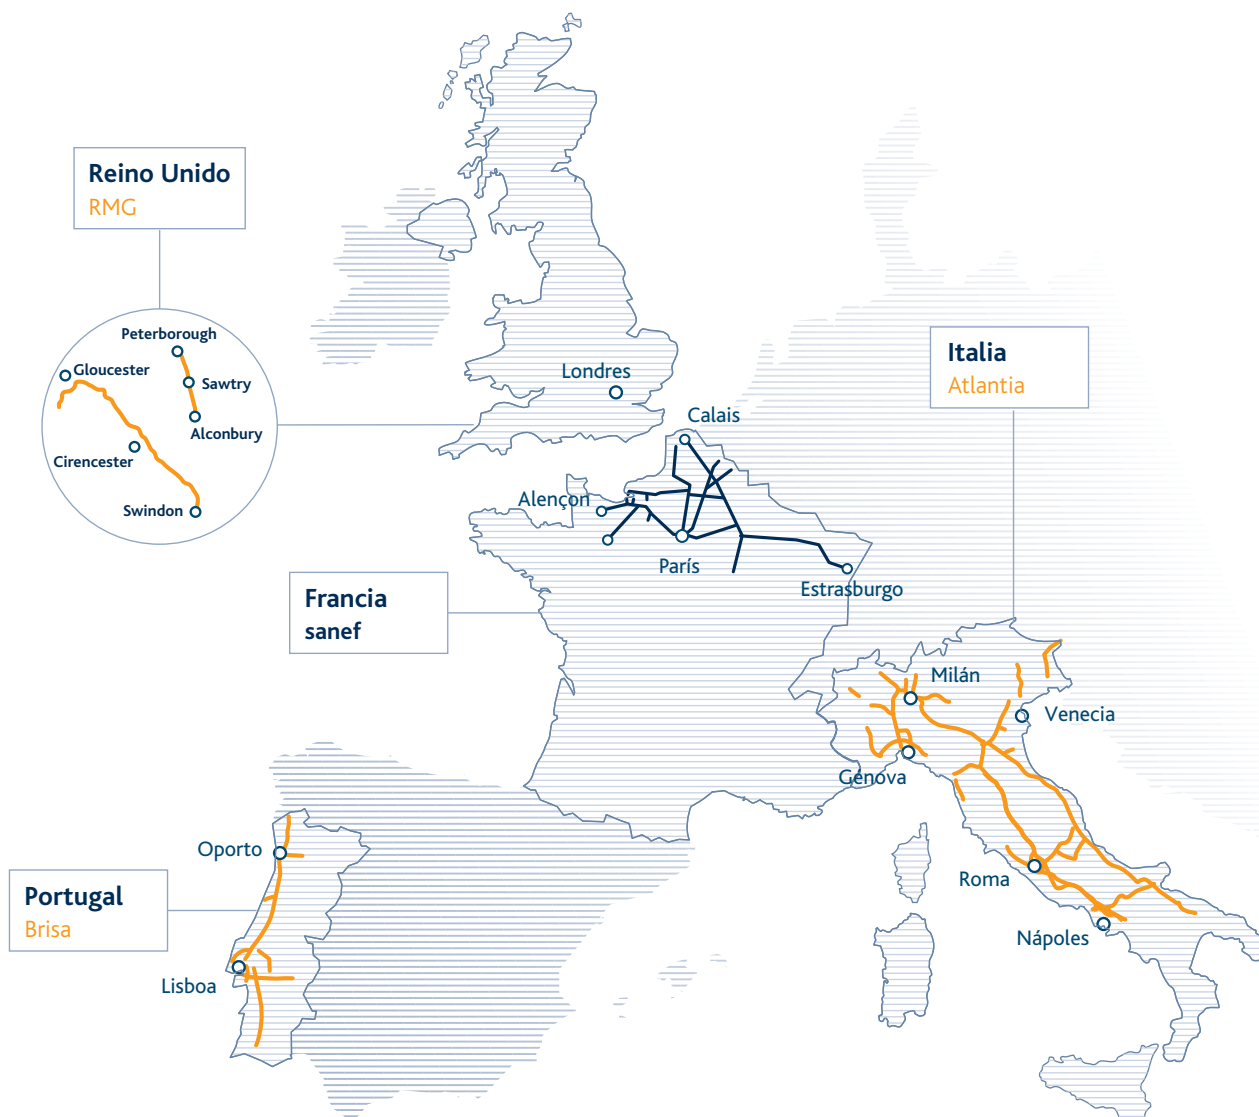 Reino Unido
RMG
Peterborough
Gloucester
Sawtry
Alconbury
Cirencester
Swindon
Londres
Calais
Italia
Atlantia
Alençon
París
Estrasburgo
Francia
sanef
Milán
Venecia
Génova
Oporto
Roma
Portugal
Brisa
Nápoles
Lisboa